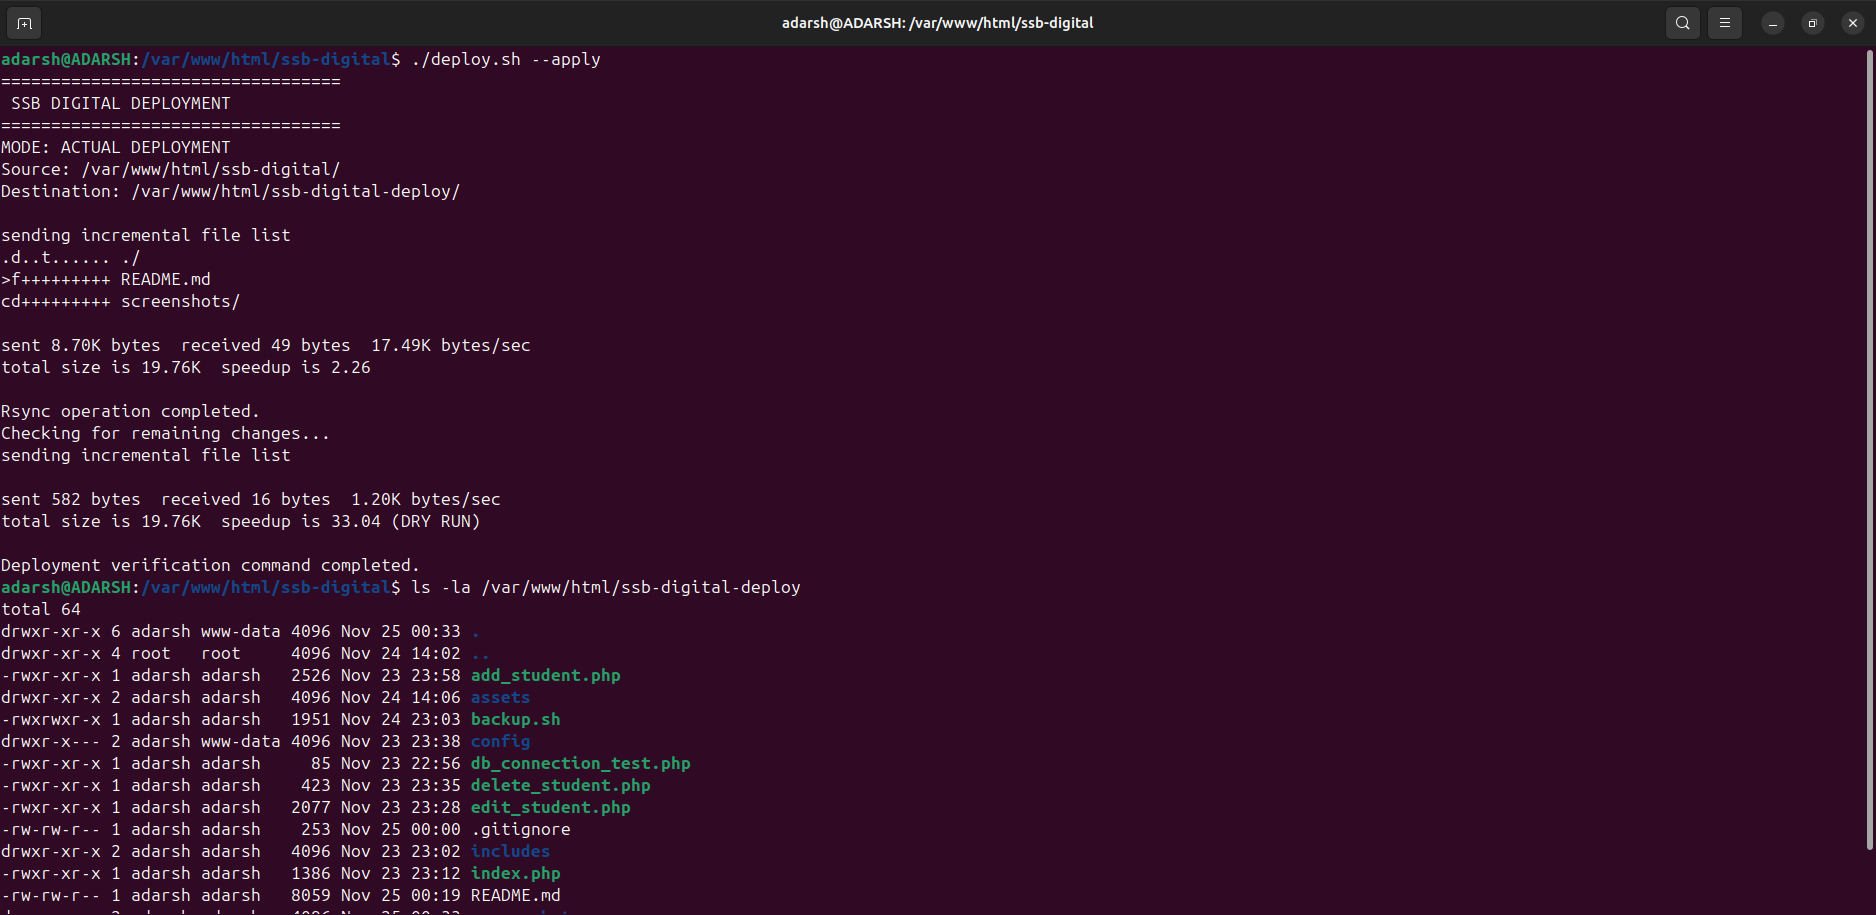 adarsh@ADARSH: /var/www/html/ssb-digital
adarsh@ADARSH:/var/www/html/ssb-digital$ ./deploy.sh --apply
==================================
 SSB DIGITAL DEPLOYMENT
==================================
MODE: ACTUAL DEPLOYMENT
Source: /var/www/html/ssb-digital/
Destination: /var/www/html/ssb-digital-deploy/
sending incremental file list
.d..t...... ./
>f+++++++++ README.md
cd+++++++++ screenshots/
sent 8.70K bytes  received 49 bytes  17.49K bytes/sec
total size is 19.76K  speedup is 2.26
Rsync operation completed.
Checking for remaining changes...
sending incremental file list
sent 582 bytes  received 16 bytes  1.20K bytes/sec
total size is 19.76K  speedup is 33.04 (DRY RUN)
Deployment verification command completed.
adarsh@ADARSH:/var/www/html/ssb-digital$ ls -la /var/www/html/ssb-digital-deploy
total 64
drwxr-xr-x 6 adarsh www-data 4096 Nov 25 00:33 .
drwxr-xr-x 4 root   root     4096 Nov 24 14:02 ..
-rwxr-xr-x 1 adarsh adarsh   2526 Nov 23 23:58 add_student.php
drwxr-xr-x 2 adarsh adarsh   4096 Nov 24 14:06 assets
-rwxrwxr-x 1 adarsh adarsh   1951 Nov 24 23:03 backup.sh
drwxr-x--- 2 adarsh www-data 4096 Nov 23 23:38 config
-rwxr-xr-x 1 adarsh adarsh     85 Nov 23 22:56 db_connection_test.php
-rwxr-xr-x 1 adarsh adarsh    423 Nov 23 23:35 delete_student.php
-rwxr-xr-x 1 adarsh adarsh   2077 Nov 23 23:28 edit_student.php
-rw-rw-r-- 1 adarsh adarsh    253 Nov 25 00:00 .gitignore
drwxr-xr-x 2 adarsh adarsh   4096 Nov 23 23:02 includes
-rwxr-xr-x 1 adarsh adarsh   1386 Nov 23 23:12 index.php
-rw-rw-r-- 1 adarsh adarsh   8059 Nov 25 00:19 README.md